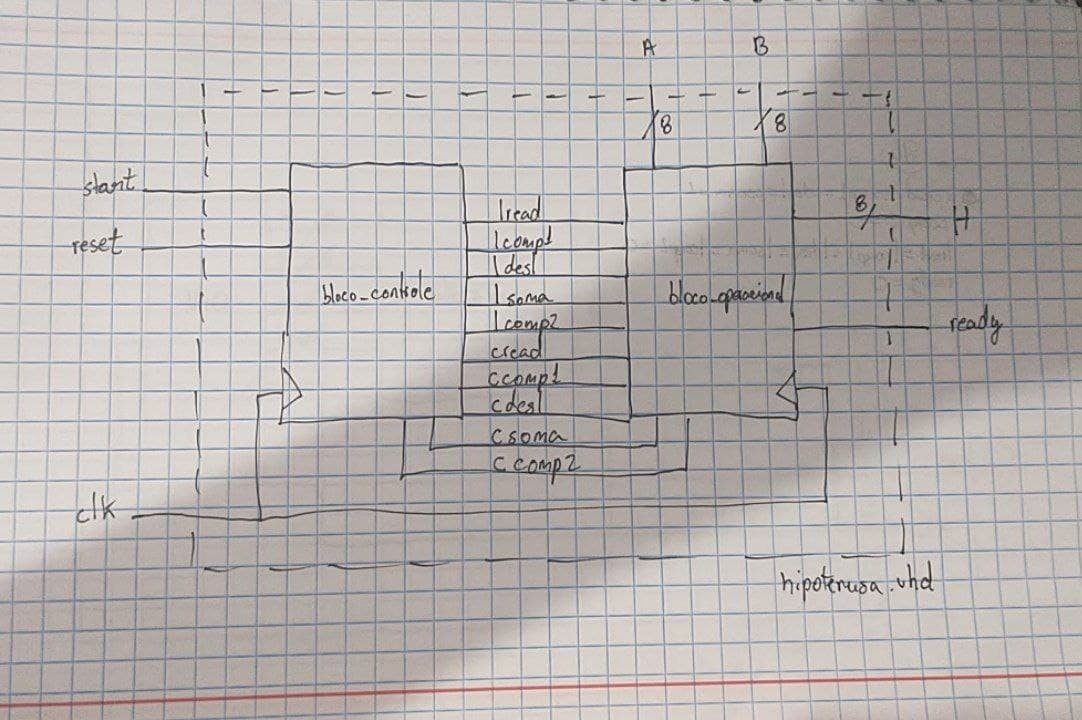 A
B
8
8
start
reset
bloco_controle
lread
lcomp1
ldesl
lsoma
lcomp2
cread
ccomp1
cdesl
csoma
ccomp2
bloco_operacional
8
H
ready
clk
hipotenusa.vhd